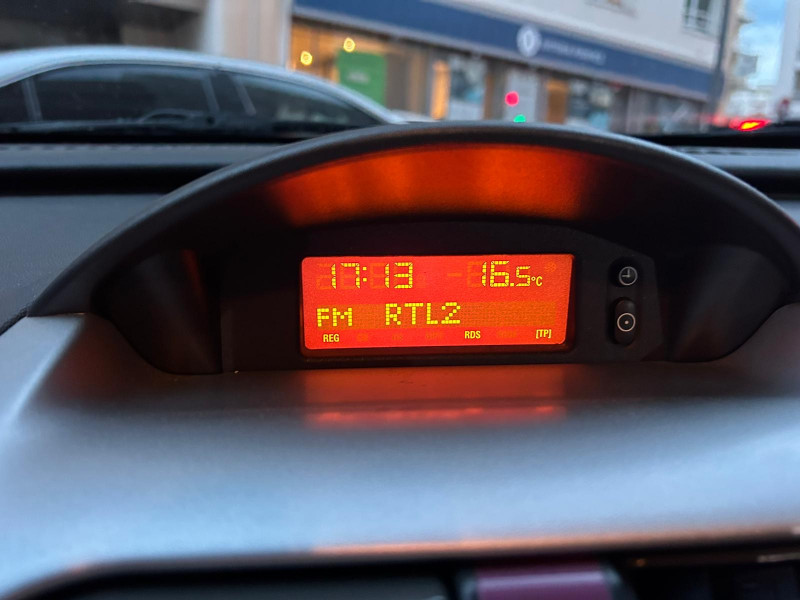 17:13 16.5°C
FM RTL2
REG RDS [TP]